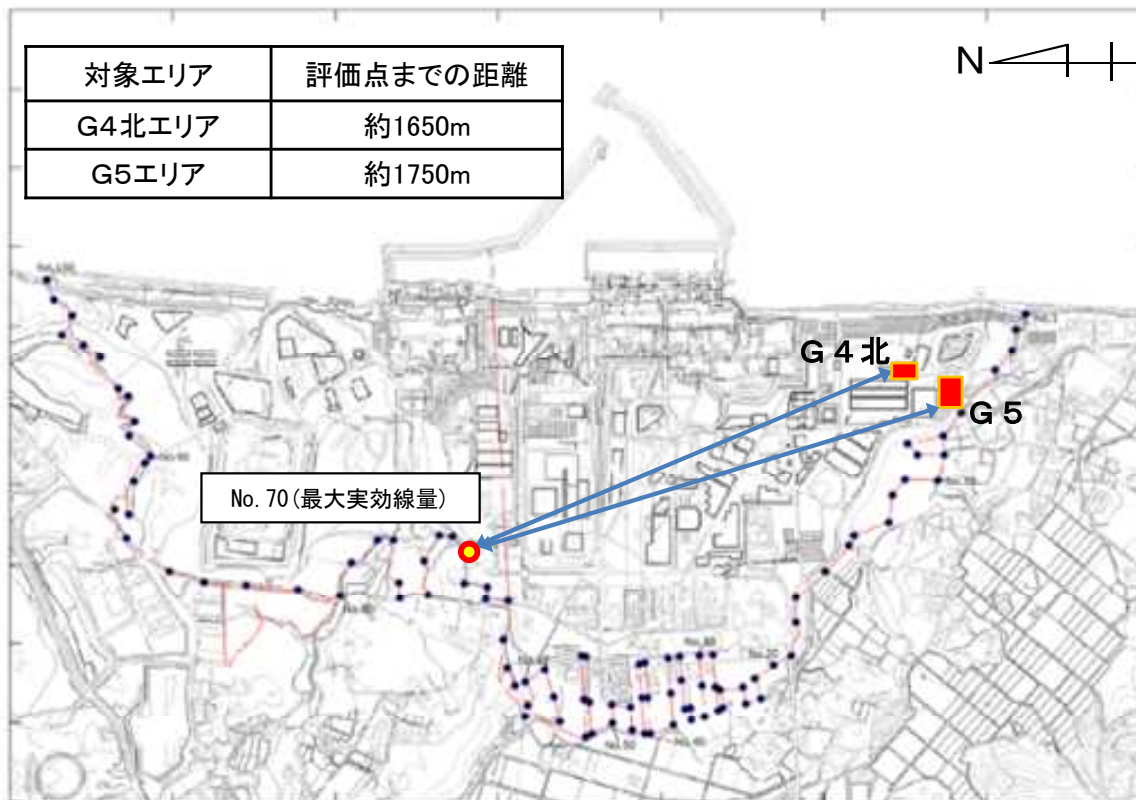 対象エリア 評価点までの距離
G4北エリア 約1650m
G5エリア 約1750m
N
G4北
G5
No.70(最大実効線量)